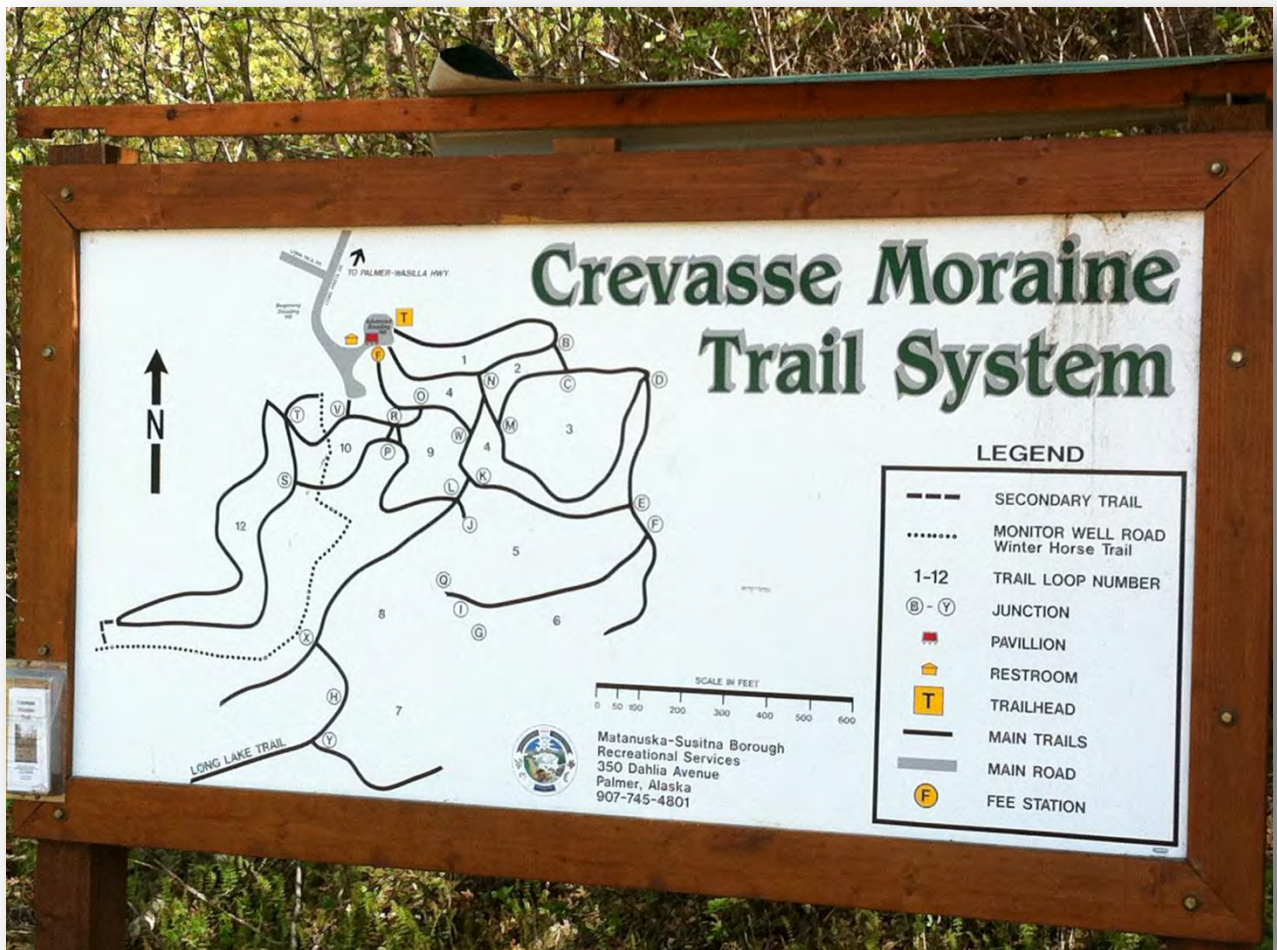 Crevasse Moraine
Trail System
TO PALMER-WASILLA HWY.
T
F
N
B
1
2
N
C
D
O
4
T
V
R
M
3
W
10
P
9
4
S
L
K
E
J
F
12
5
Q
8
I
6
G
X
H
7
Y
LONG LAKE TRAIL
SCALE IN FEET
0 50 100 200 300 400 500 600
Matanuska-Susitna Borough
Recreational Services
350 Dahlia Avenue
Palmer, Alaska
907-745-4801
LEGEND
SECONDARY TRAIL
MONITOR WELL ROAD
Winter Horse Trail
1-12 TRAIL LOOP NUMBER
B - Y JUNCTION
PAVILLION
RESTROOM
T TRAILHEAD
MAIN TRAILS
MAIN ROAD
F FEE STATION